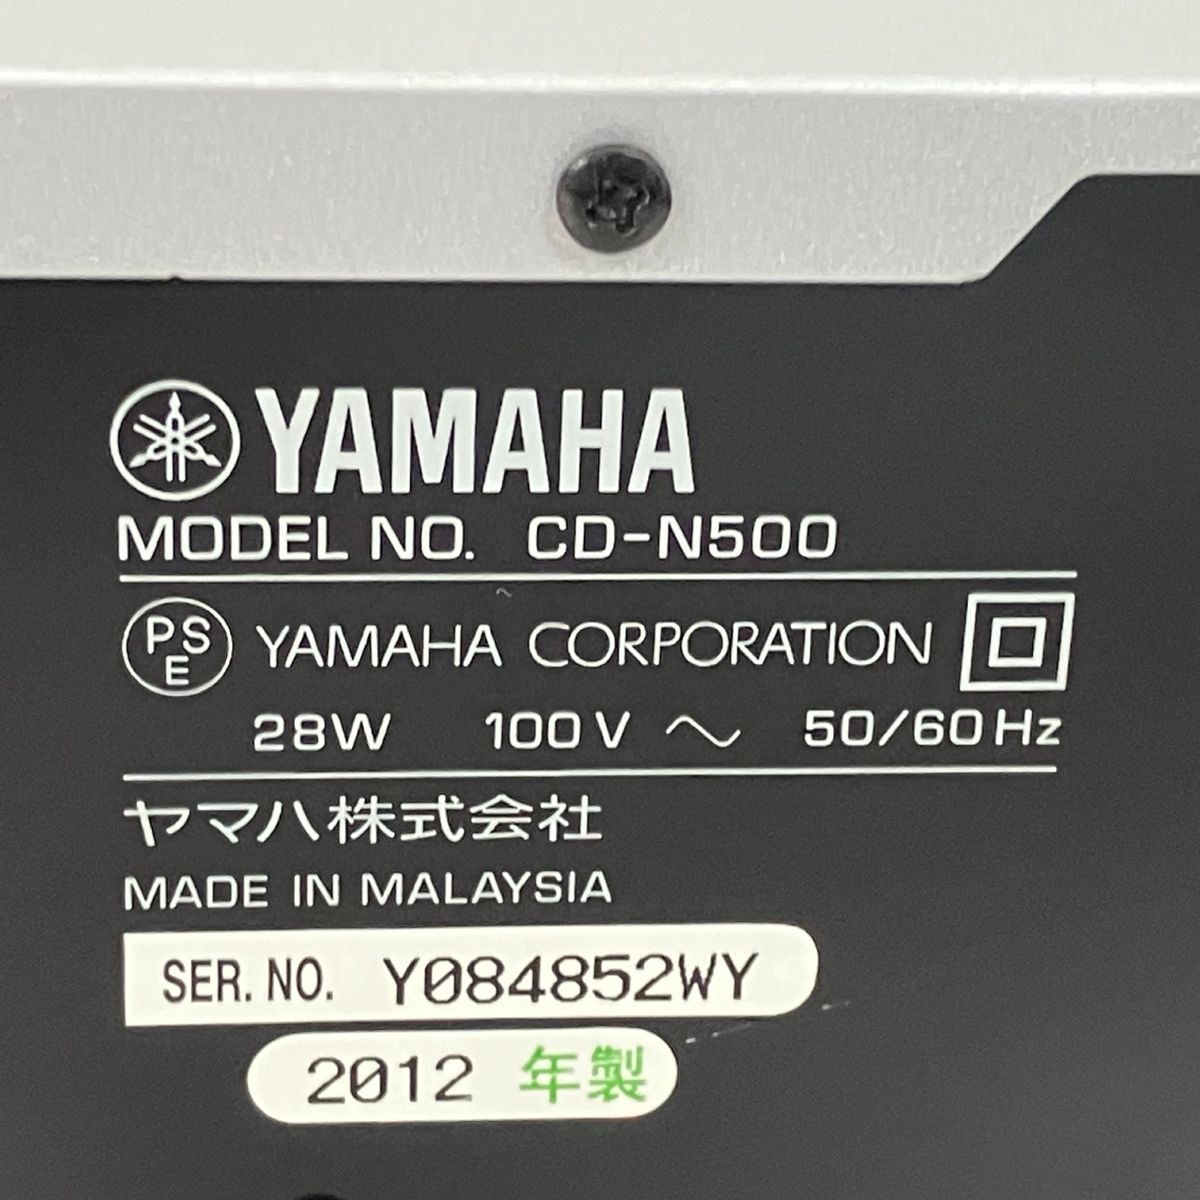 YAMAHA
MODEL NO. CD-N500
PSE YAMAHA CORPORATION
28W 100V ~ 50/60Hz
ヤマハ株式会社
MADE IN MALAYSIA
SER. NO. Y084852WY
2012 年製